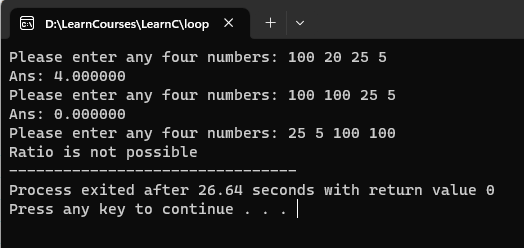 D:\LearnCourses\LearnC\loop
Please enter any four numbers: 100 20 25 5
Ans: 4.000000
Please enter any four numbers: 100 100 25 5
Ans: 0.000000
Please enter any four numbers: 25 5 100 100
Ratio is not possible
--------------------------------
Process exited after 26.64 seconds with return value 0
Press any key to continue . . .